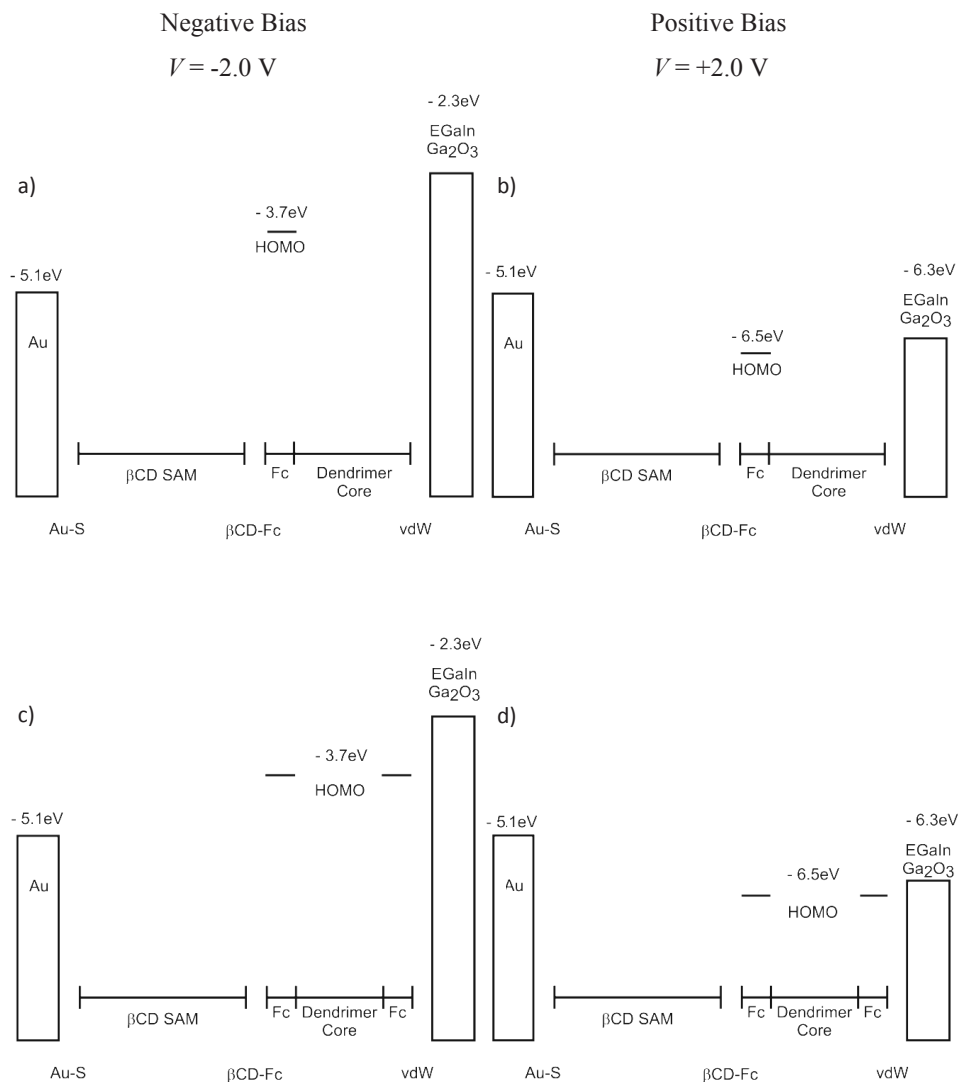 Negative Bias
Positive Bias
V = -2.0 V
V = +2.0 V
a)
- 5.1eV
Au
- 3.7eV
HOMO
- 2.3eV
EGaIn
Ga2O3
βCD SAM
Fc
Dendrimer
Core
Au-S
βCD-Fc
vdW
b)
- 5.1eV
Au
- 6.5eV
HOMO
- 6.3eV
EGaIn
Ga2O3
βCD SAM
Fc
Dendrimer
Core
Au-S
βCD-Fc
vdW
c)
- 5.1eV
Au
- 3.7eV
HOMO
- 2.3eV
EGaIn
Ga2O3
βCD SAM
Fc
Dendrimer
Core
Fc
Au-S
βCD-Fc
vdW
d)
- 5.1eV
Au
- 6.5eV
HOMO
- 6.3eV
EGaIn
Ga2O3
βCD SAM
Fc
Dendrimer
Core
Fc
Au-S
βCD-Fc
vdW